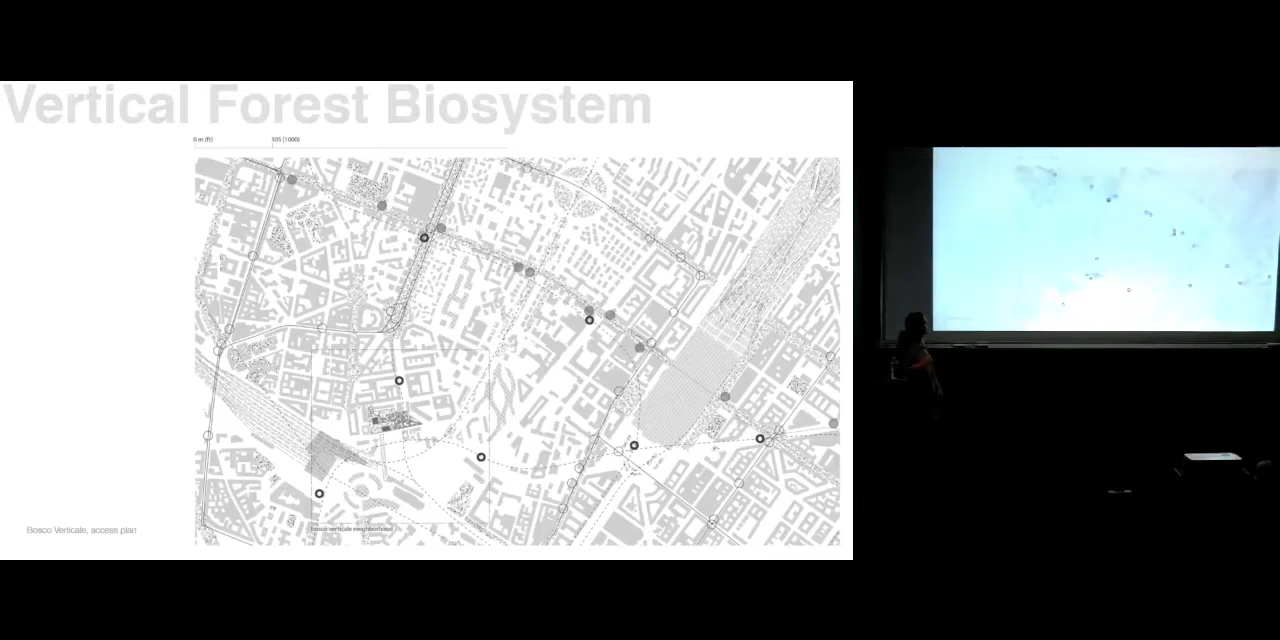 Vertical Forest Biosystem
0 m (ft)
305 (1000)
Bosco Verticale, access plan
bosco verticale neighborhood